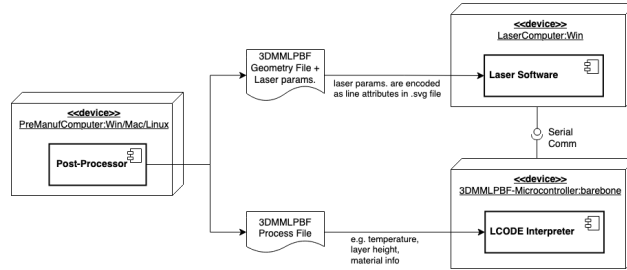 <<device>>
PreManufComputer:Win/Mac/Linux
Post-Processor
3DMMLPBF
Geometry File +
Laser params.
laser params. are encoded
as line attributes in .svg file
<<device>>
LaserComputer:Win
Laser Software
Serial
Comm
3DMMLPBF
Process File
e.g. temperature,
layer height,
material info
<<device>>
3DMMLPBF-Microcontroller:barebone
LCODE Interpreter